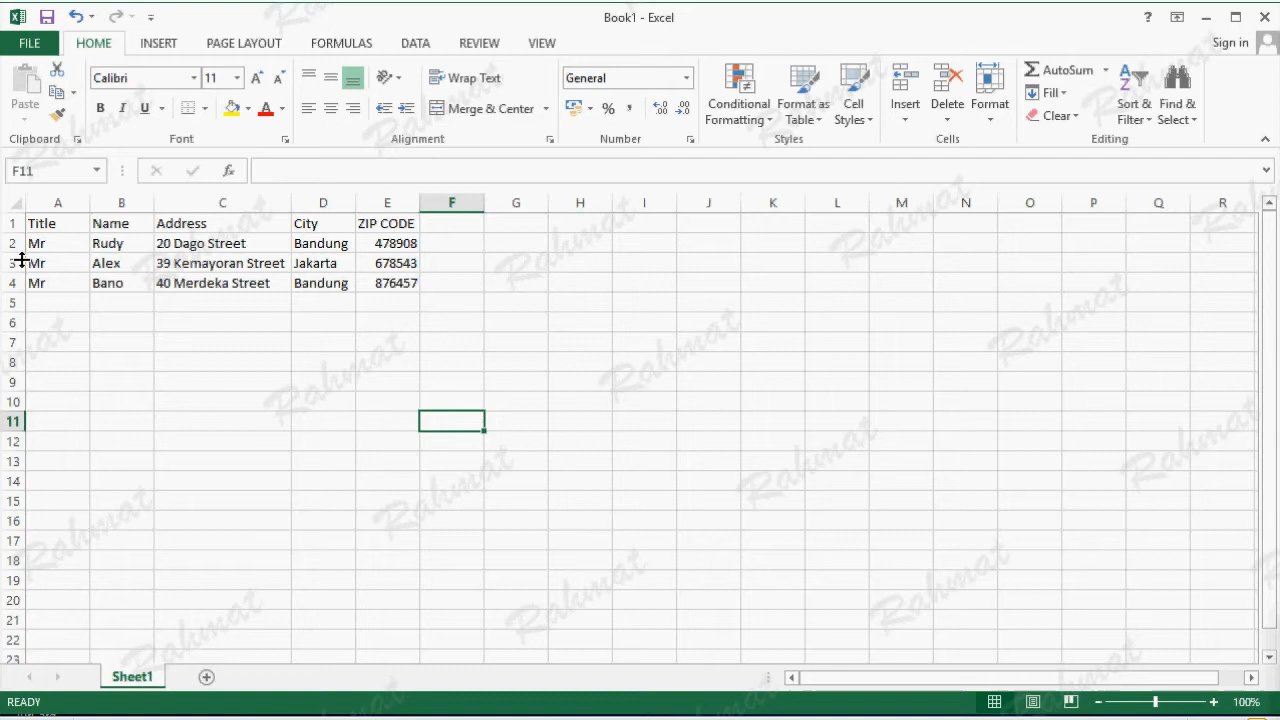 Book1 - Excel
?
FILE HOME INSERT PAGE LAYOUT FORMULAS DATA REVIEW VIEW Sign in
Paste Calibri 11 Wrap Text General Conditional Formatting Format as Table Cell Styles Insert Delete Format AutoSum Sort & Filter Find & Select
B I U A Merge & Center % , Fill
Clear
Clipboard Font Alignment Number Styles Cells Editing
F11 fx
A B C D E F G H I J K L M N O P Q R
1 Title Name Address City ZIP CODE
2 Mr Rudy 20 Dago Street Bandung 478908
3 Mr Alex 39 Kemayoran Street Jakarta 678543
4 Mr Bano 40 Merdeka Street Bandung 876457
5
6
7
8
9
10
11
12
13
14
15
16
17
18
19
20
21
22
23
Sheet1
READY 100%
Rahmat